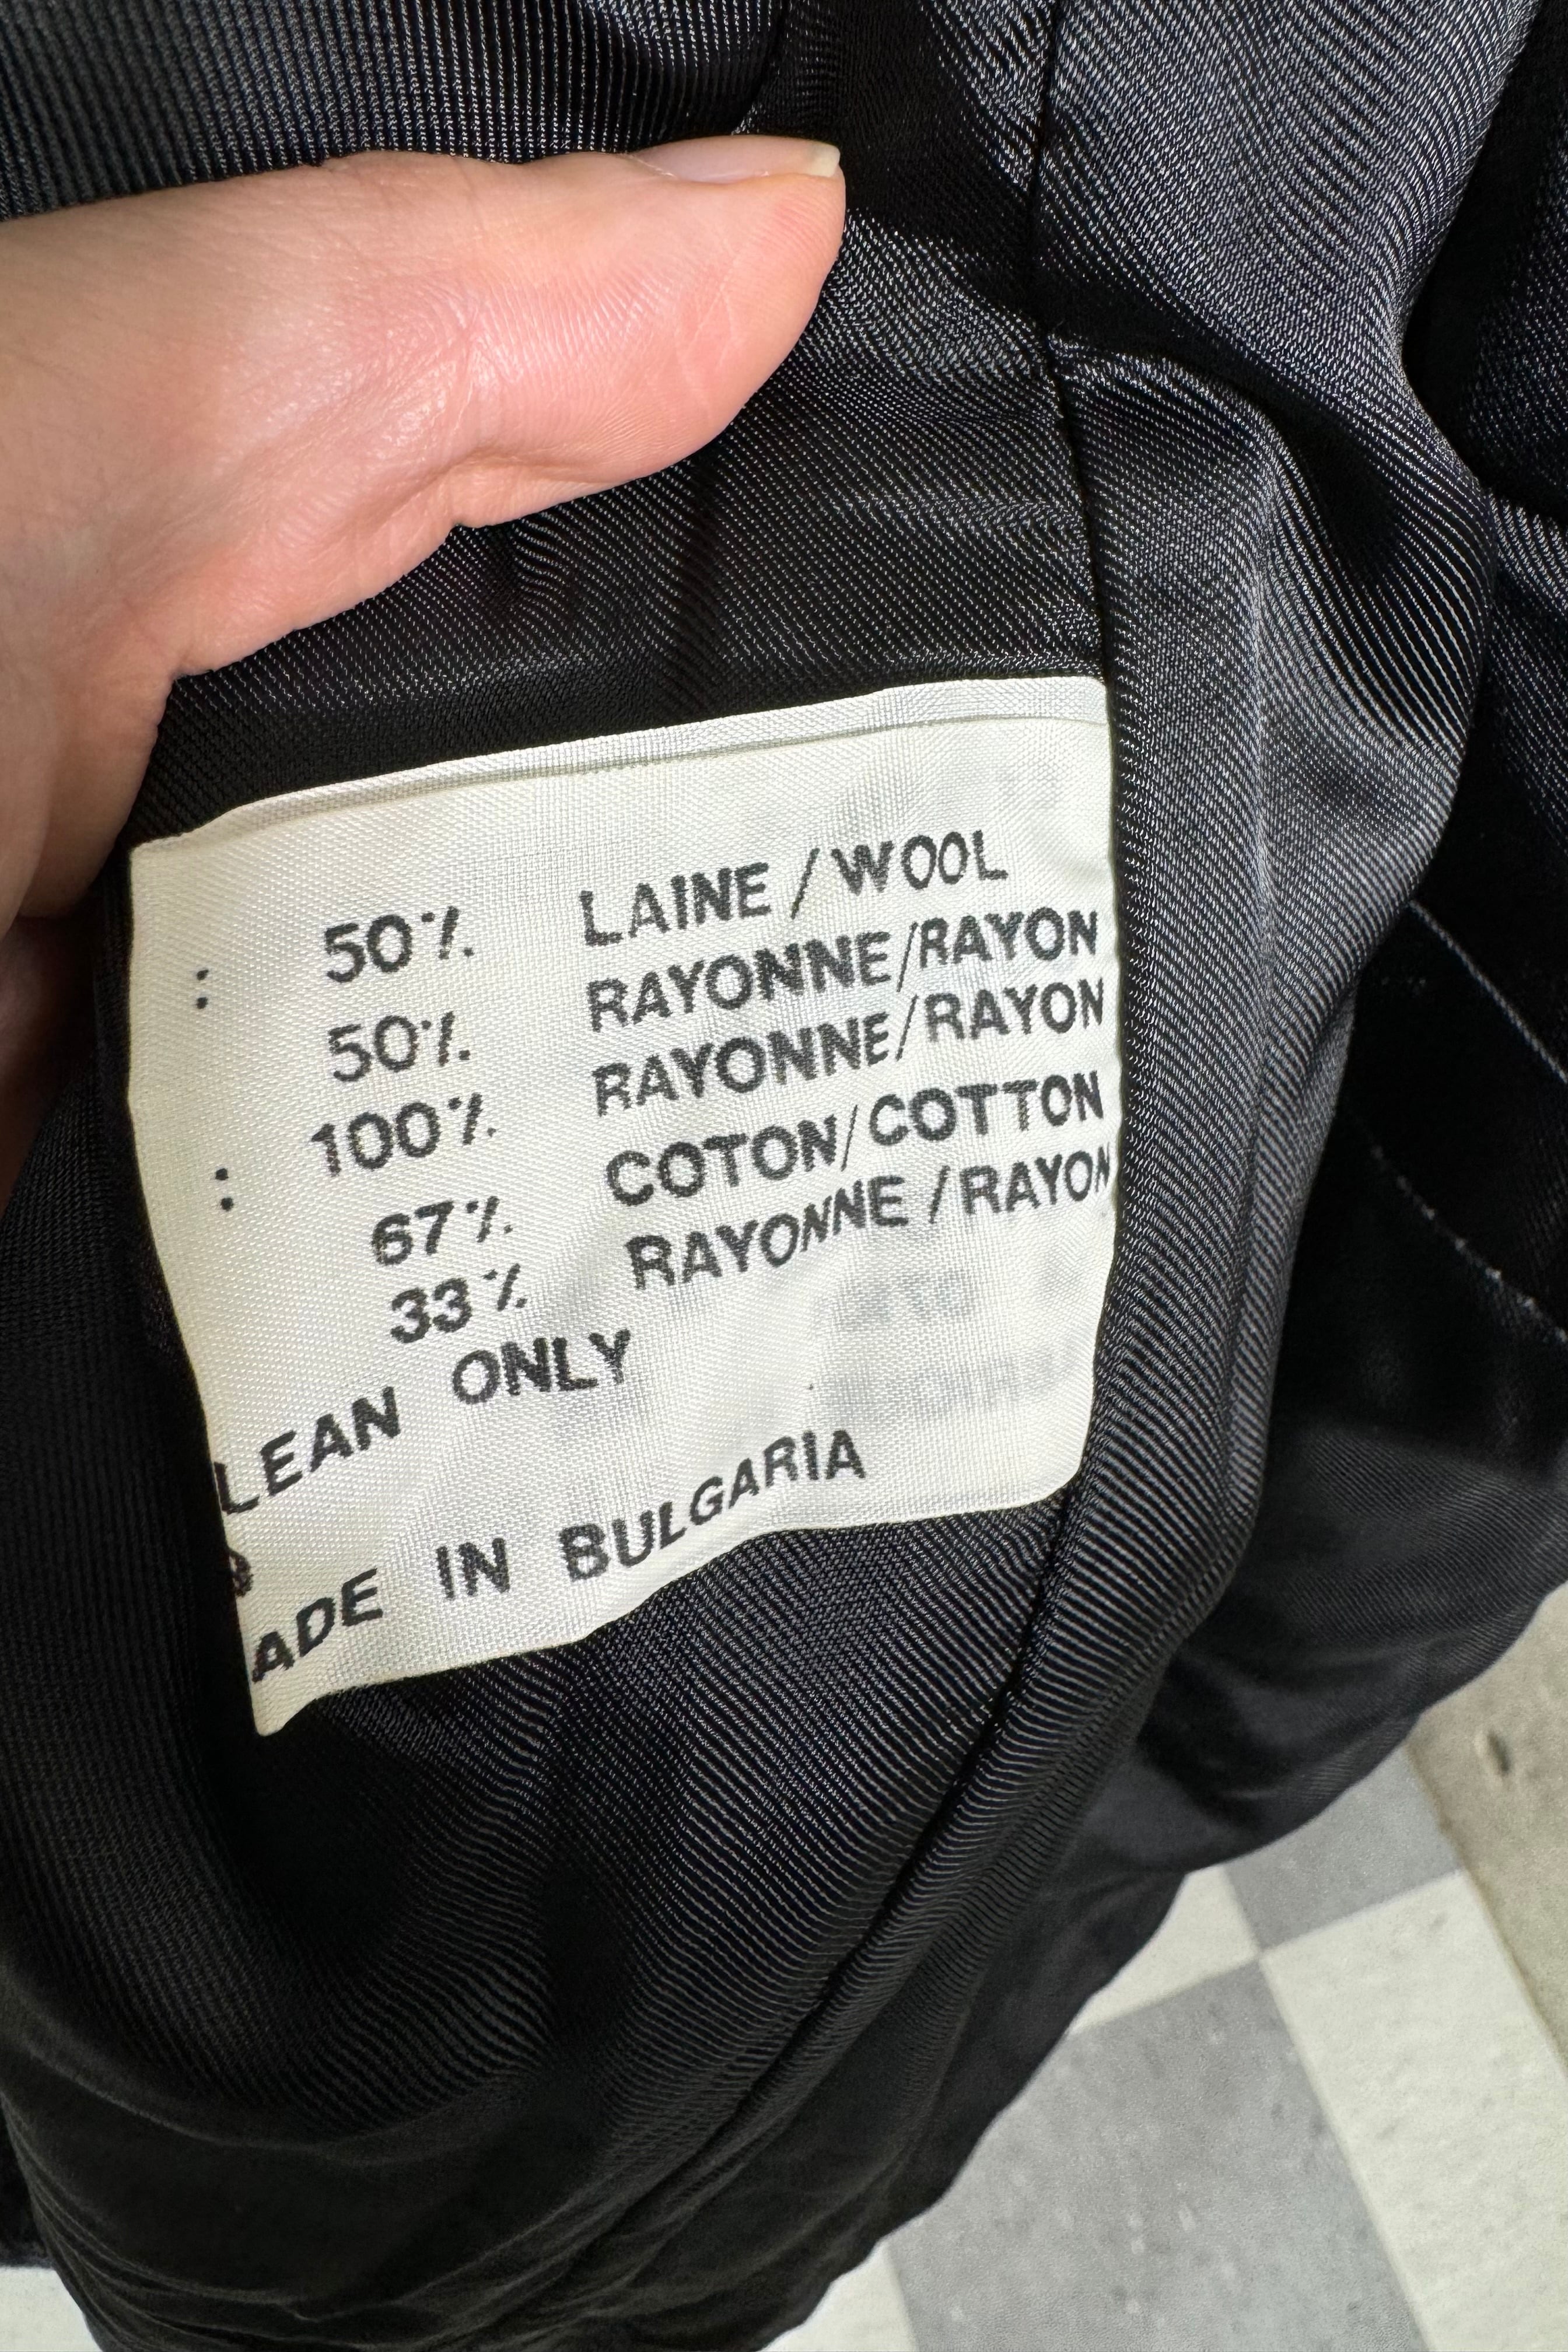 : 50% LAINE / WOOL
50% RAYONNE/RAYON
: 100% RAYONNE/RAYON
67% COTON/COTTON
33% RAYONNE / RAYON
LEAN ONLY
ADE IN BULGARIA